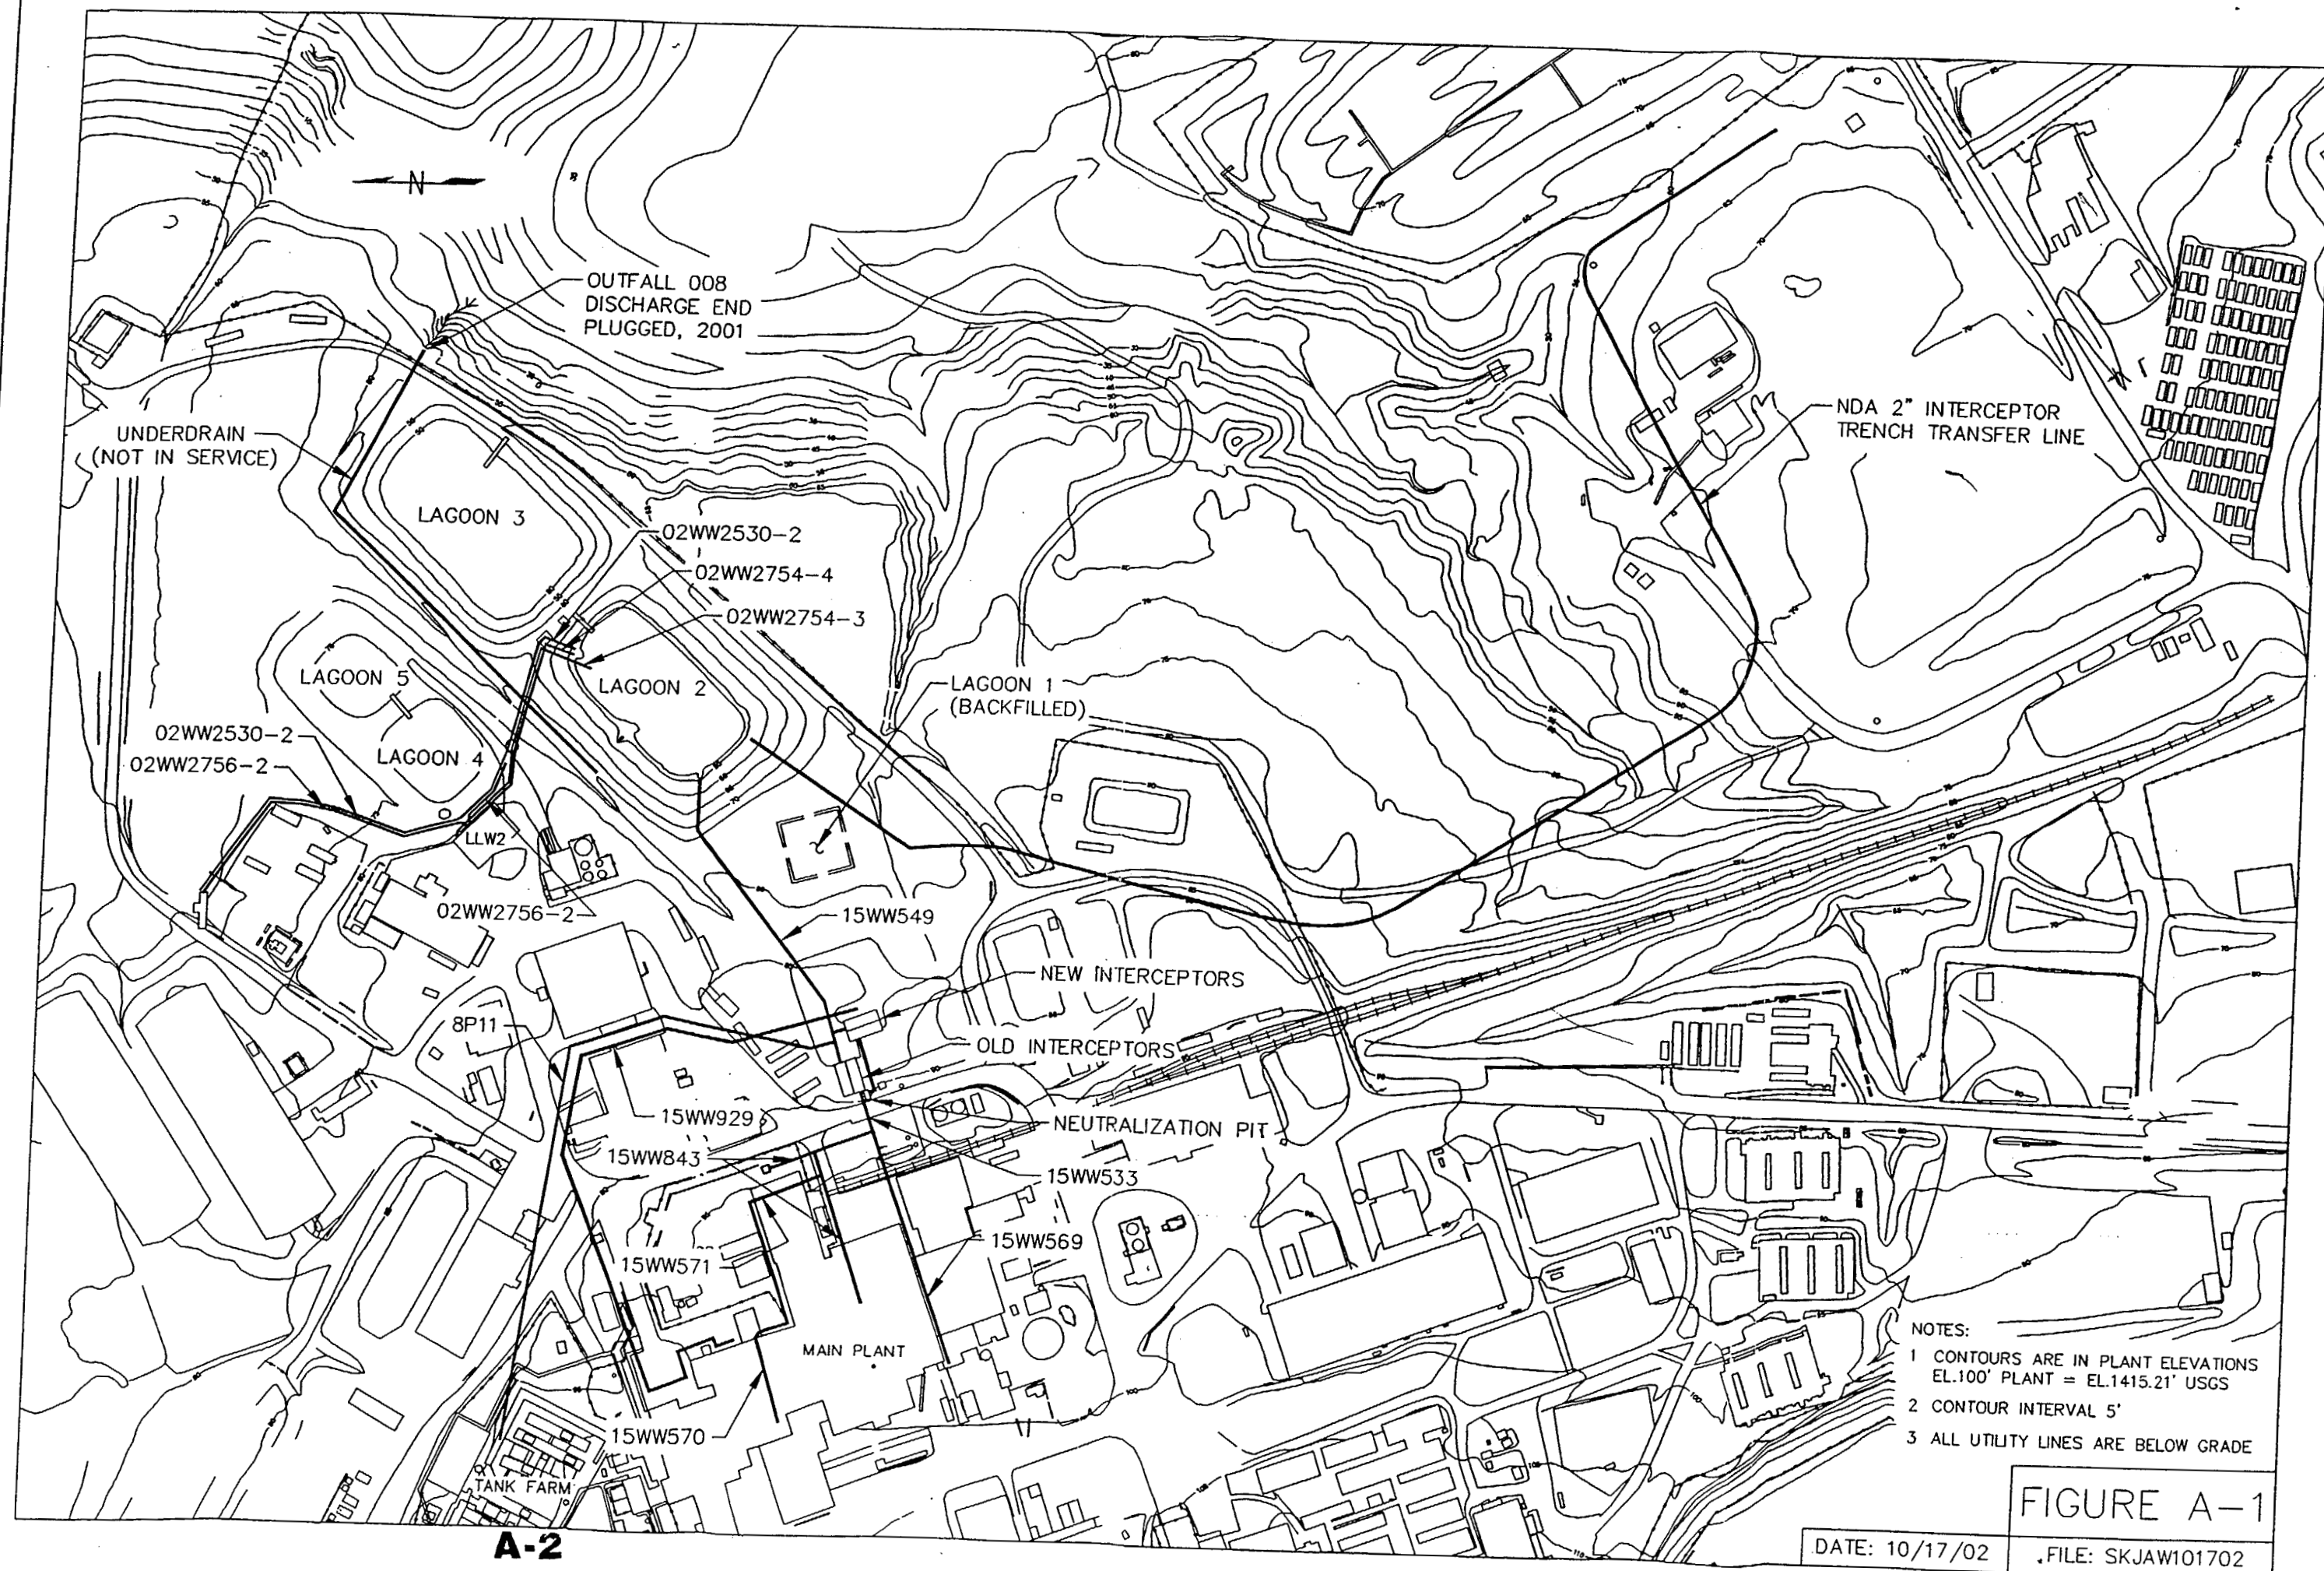 N
OUTFALL 008
DISCHARGE END
PLUGGED, 2001
UNDERDRAIN
(NOT IN SERVICE)
NDA 2" INTERCEPTOR
TRENCH TRANSFER LINE
LAGOON 3
02WW2530-2
02WW2754-4
02WW2754-3
LAGOON 5
LAGOON 2
LAGOON 1
(BACKFILLED)
02WW2530-2
02WW2756-2
LAGOON 4
LLW2
02WW2756-2
15WW549
NEW INTERCEPTORS
8P11
OLD INTERCEPTORS
15WW929
NEUTRALIZATION PIT
15WW843
15WW533
15WW569
15WW571
MAIN PLANT
15WW570
TANK FARM
NOTES:
1 CONTOURS ARE IN PLANT ELEVATIONS
EL.100' PLANT = EL.1415.21' USGS
2 CONTOUR INTERVAL 5'
3 ALL UTILITY LINES ARE BELOW GRADE
FIGURE A-1
DATE: 10/17/02
FILE: SKJAW101702
A-2